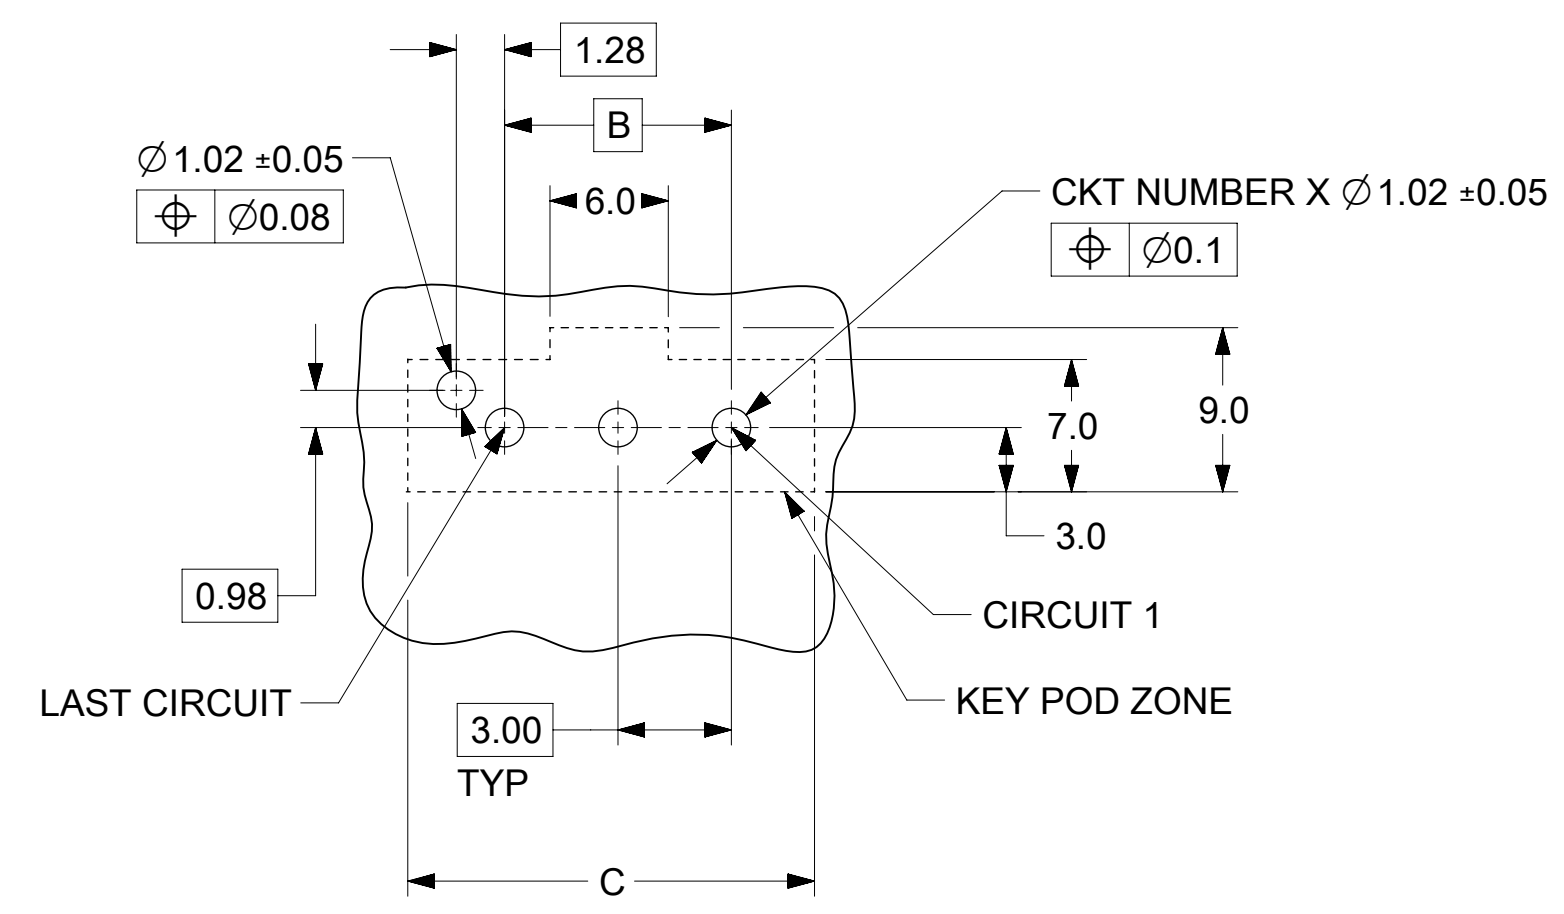 1.28
B
⌀1.02 ±0.05
⌖ ⌀0.08
6.0
CKT NUMBER X ⌀1.02 ±0.05
⌖ ⌀0.1
9.0
7.0
3.0
0.98
CIRCUIT 1
LAST CIRCUIT
KEY POD ZONE
3.00
TYP
C